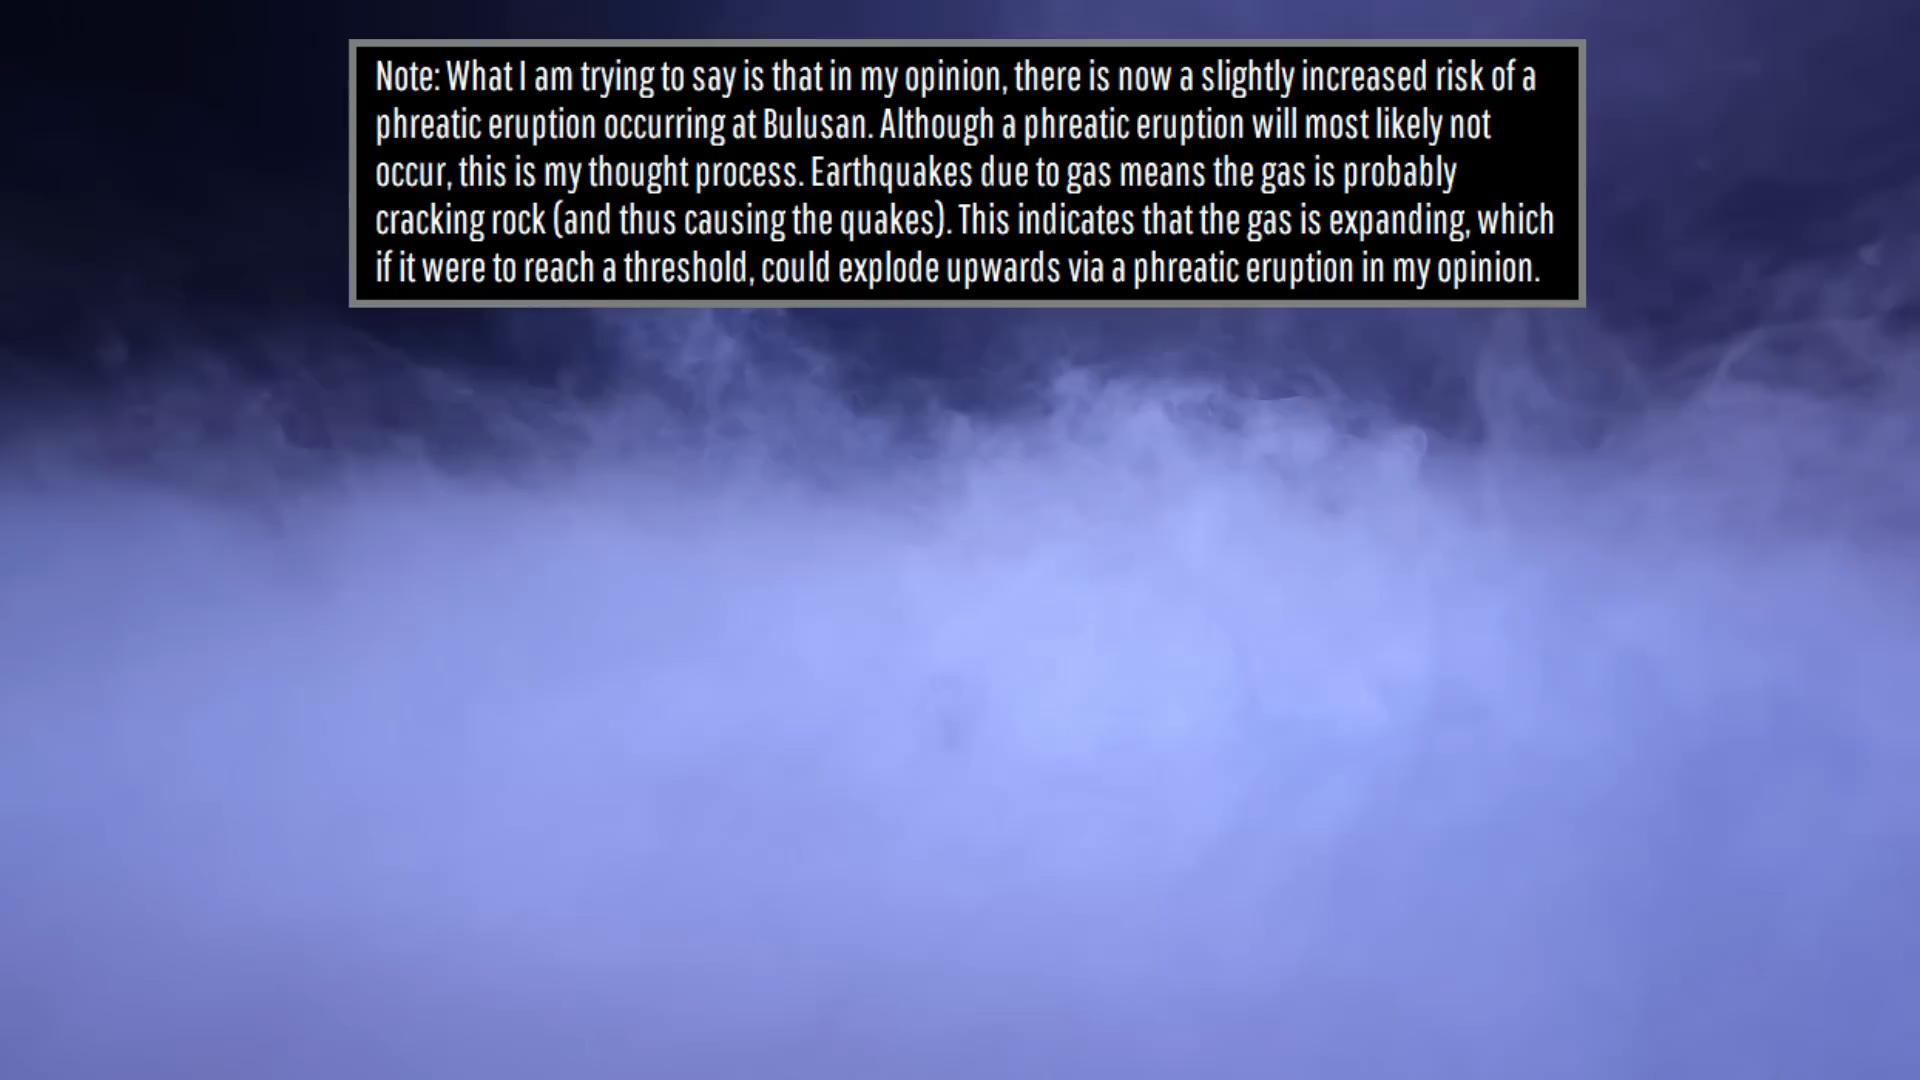 Note: What I am trying to say is that in my opinion, there is now a slightly increased risk of a
phreatic eruption occurring at Bulusan. Although a phreatic eruption will most likely not
occur, this is my thought process. Earthquakes due to gas means the gas is probably
cracking rock (and thus causing the quakes). This indicates that the gas is expanding, which
if it were to reach a threshold, could explode upwards via a phreatic eruption in my opinion.